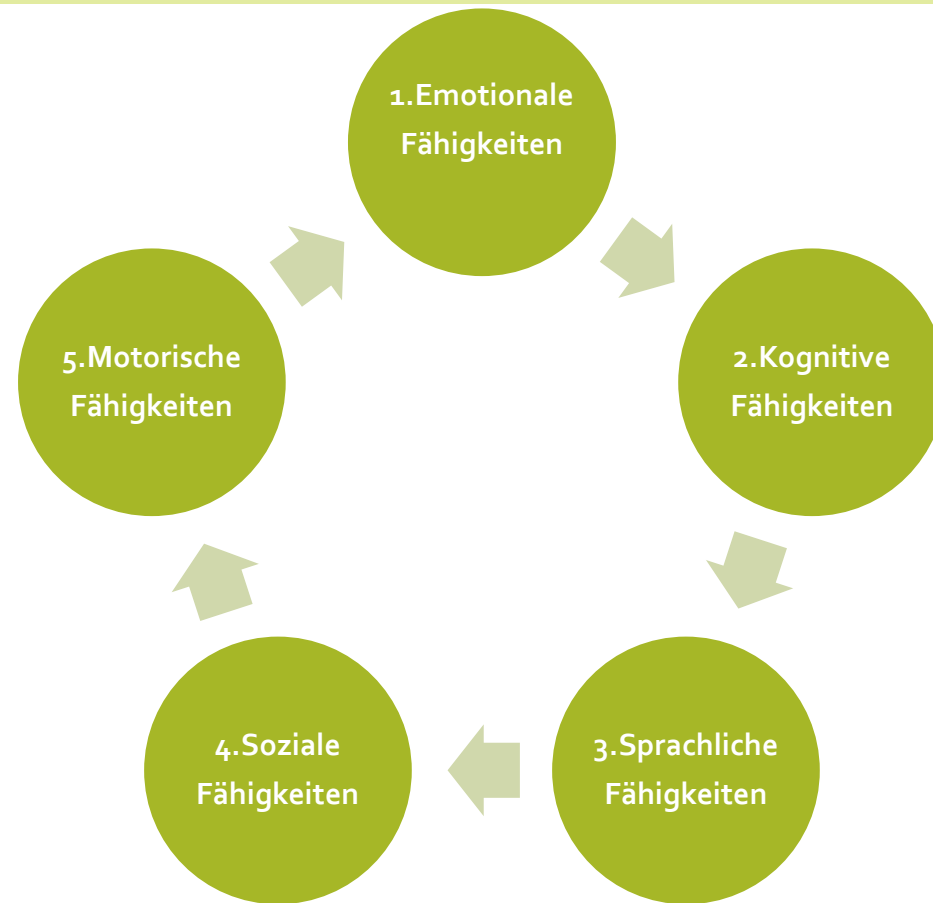 1.Emotionale
Fähigkeiten
2.Kognitive
Fähigkeiten
3.Sprachliche
Fähigkeiten
4.Soziale
Fähigkeiten
5.Motorische
Fähigkeiten